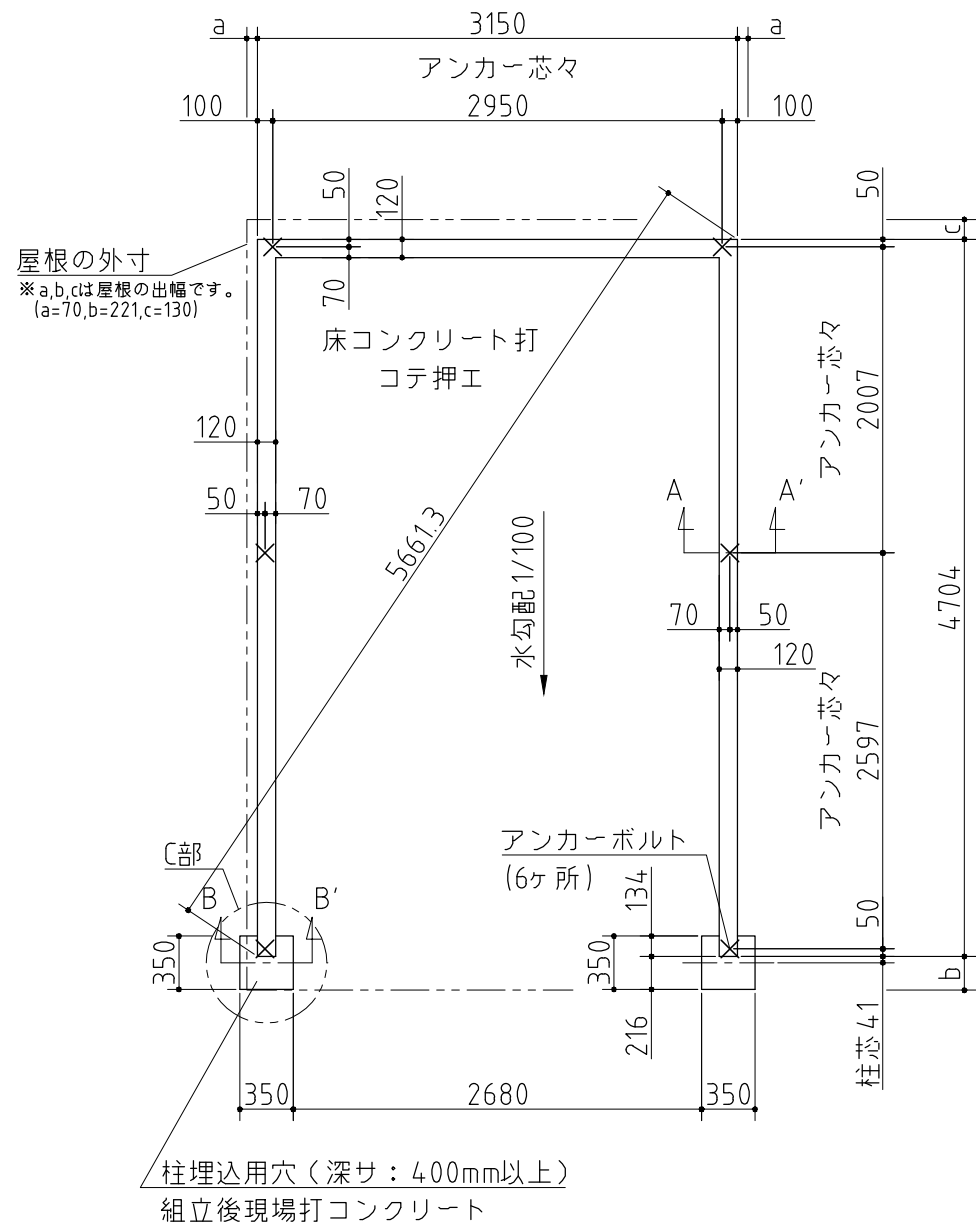 a
3150
a
アンカー芯々
100
2950
100
50
120
50
c
屋根の外寸
※a,b,cは屋根の出幅です。
(a=70,b=221,c=130)
70
床コンクリート打
コテ押エ
アンカー芯々
2007
120
50
70
5661.3
A
A'
水勾配1/100
4704
70
50
120
アンカー芯々
2597
C部
アンカーボルト
(6ヶ所)
B
B'
134
50
350
350
b
216
柱芯41
350
2680
350
柱埋込用穴（深サ：400mm以上）
組立後現場打コンクリート